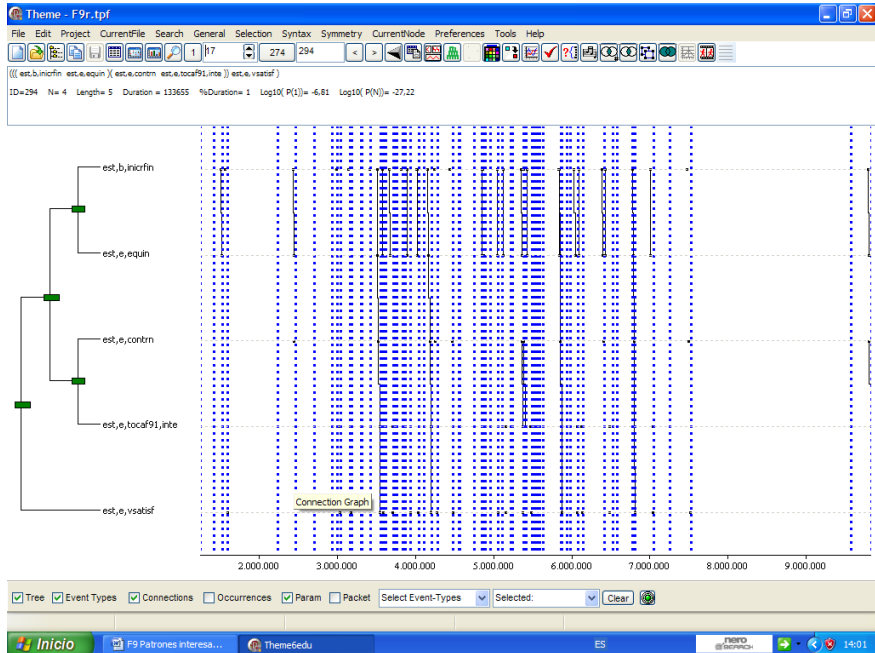 Theme - F9r.tpf
File Edit Project CurrentFile Search General Selection Syntax Symmetry CurrentNode Preferences Tools Help
1 17 274 294 < >
((( est,b,inicrfin est,e,equin )( est,e,contrn est,e,tocaf91,inte )) est,e,vsatisf )
ID=294 N= 4 Length= 5 Duration = 133655 %Duration= 1 Log10( P(1))= -6,81 Log10( P(N))= -27,22
est,b,inicrfin
est,e,equin
est,e,contrn
est,e,tocaf91,inte
Connection Graph
est,e,vsatisf
2.000.000 3.000.000 4.000.000 5.000.000 6.000.000 7.000.000 8.000.000 9.000.000
Tree Event Types Connections Occurrences Param Packet Select Event-Types Selected: Clear
Inicio F9 Patrones interesa... Theme6edu ES nero SEARCH 14:01